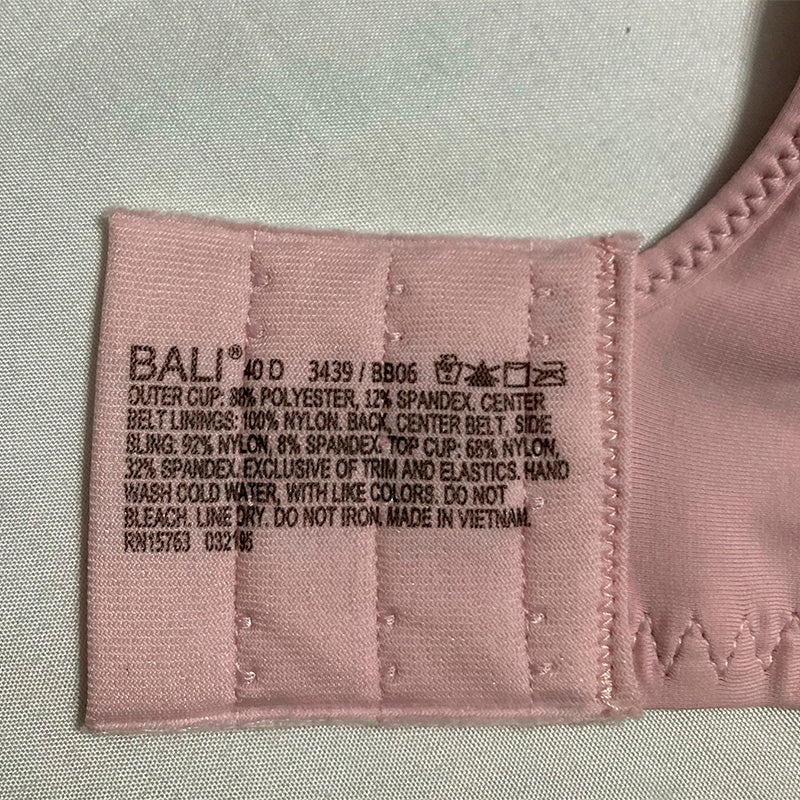 BALI® 40 D 3439 / BB06
OUTER CUP: 88% POLYESTER, 12% SPANDEX. CENTER
BELT LININGS: 100% NYLON. BACK, CENTER BELT, SIDE
SLING: 92% NYLON, 8% SPANDEX. TOP CUP: 68% NYLON,
32% SPANDEX. EXCLUSIVE OF TRIM AND ELASTICS. HAND
WASH COLD WATER, WITH LIKE COLORS. DO NOT
BLEACH. LINE DRY. DO NOT IRON. MADE IN VIETNAM.
RN15763 032195